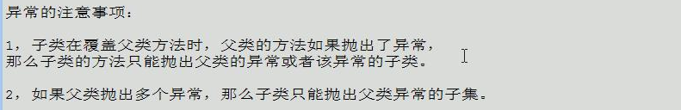 异常的注意事项：
1，子类在覆盖父类方法时，父类的方法如果抛出了异常，
那么子类的方法只能抛出父类的异常或者该异常的子类。
2，如果父类抛出多个异常，那么子类只能抛出父类异常的子集。